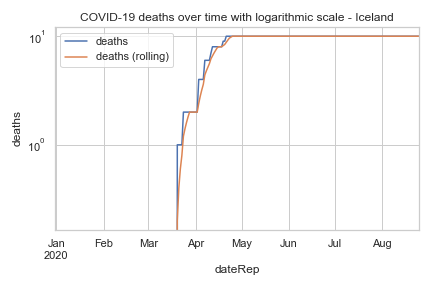 COVID-19 deaths over time with logarithmic scale - Iceland
deaths
deaths (rolling)
10¹
10⁰
deaths
Jan Feb Mar Apr May Jun Jul Aug
2020
dateRep